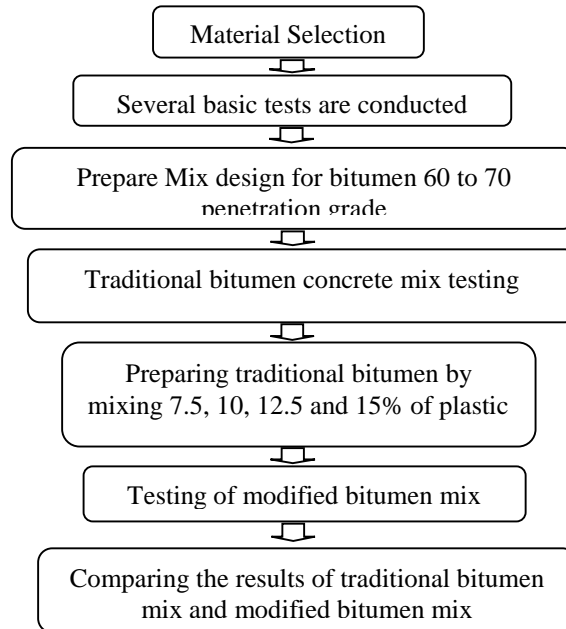 Material Selection
Several basic tests are conducted
Prepare Mix design for bitumen 60 to 70
penetration grade
Traditional bitumen concrete mix testing
Preparing traditional bitumen by
mixing 7.5, 10, 12.5 and 15% of plastic
Testing of modified bitumen mix
Comparing the results of traditional bitumen
mix and modified bitumen mix